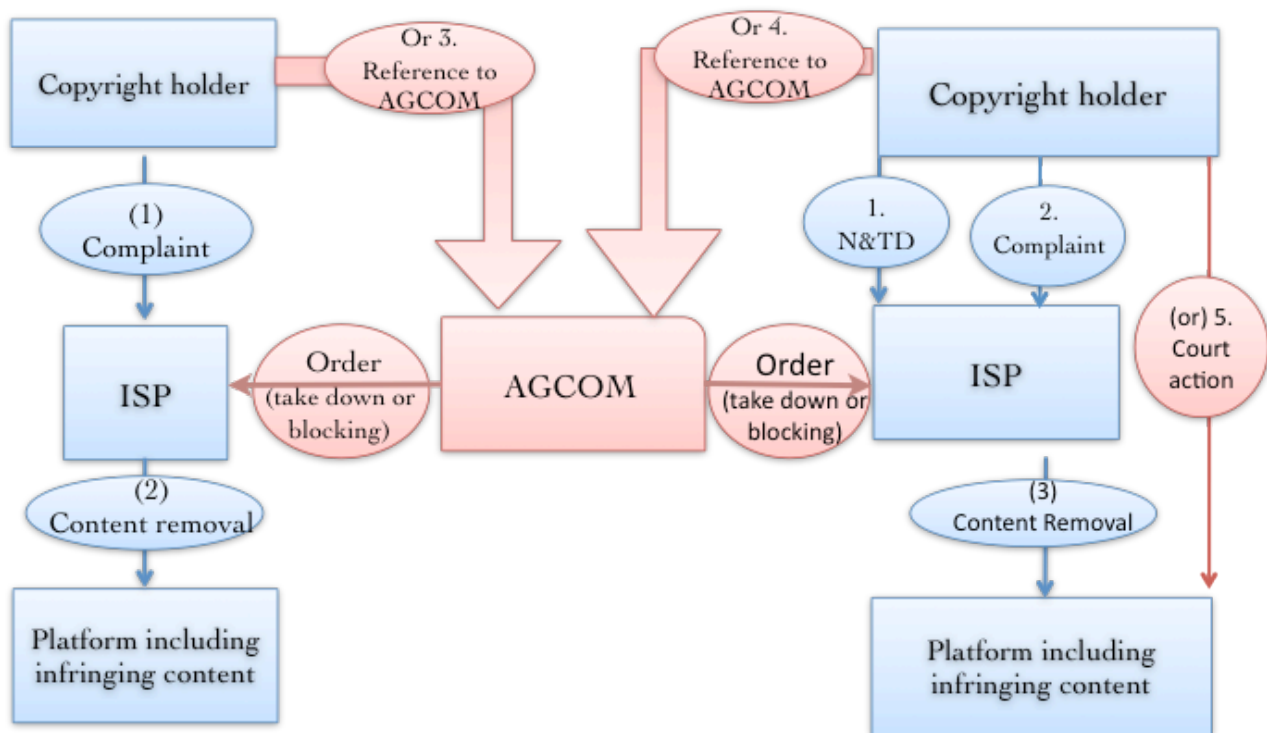 Or 3.
Reference to
AGCOM
Or 4.
Reference to
AGCOM
Copyright holder
Copyright holder
(1)
Complaint
1.
N&TD
2.
Complaint
(or) 5.
Court
action
ISP
Order
(take down or
blocking)
AGCOM
Order
(take down or
blocking)
ISP
(2)
Content removal
(3)
Content Removal
Platform including
infringing content
Platform including
infringing content